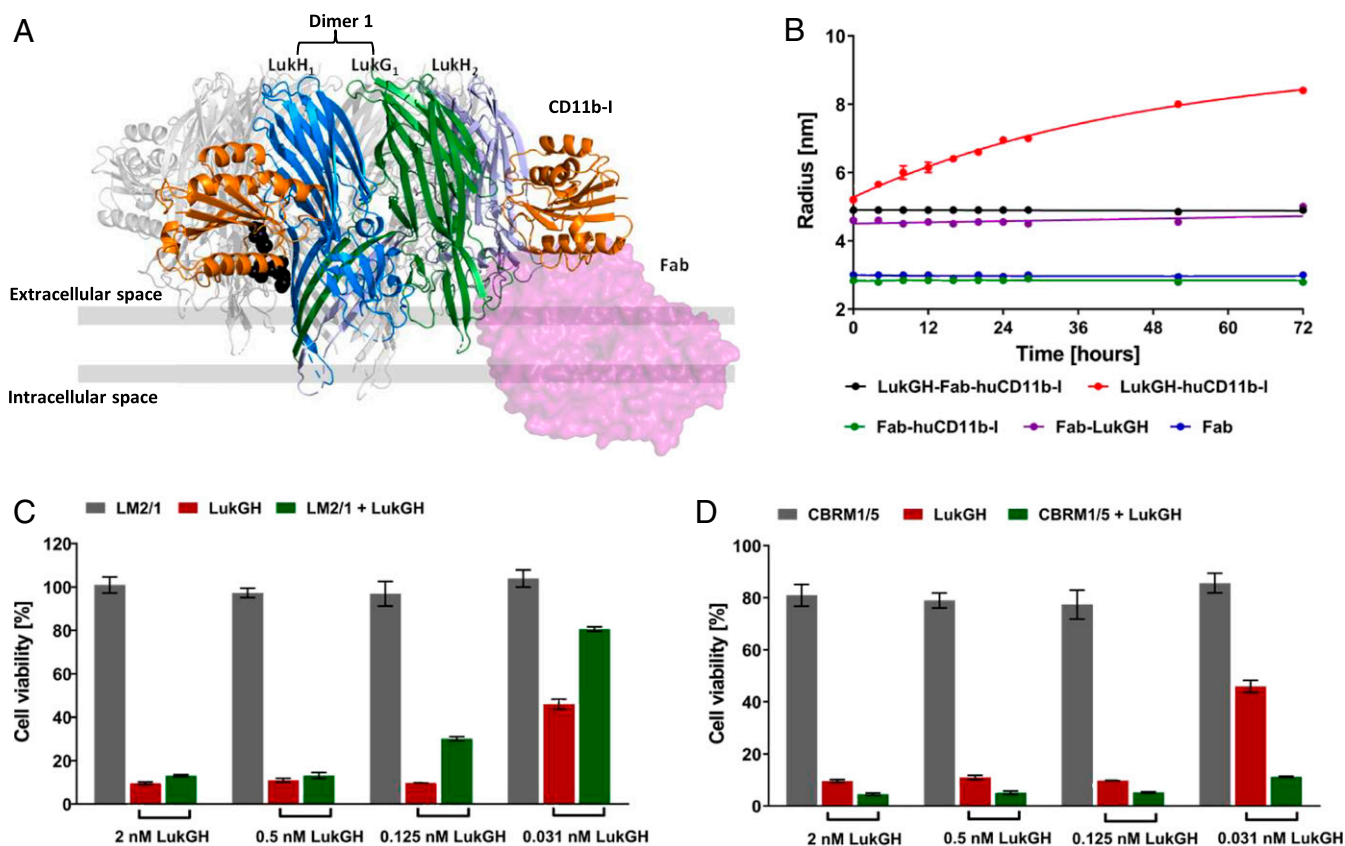 A
Dimer 1
LukH1 LukG1 LukH2
CD11b-I
Fab
Extracellular space
Intracellular space
B
Radius [nm]
10
8
6
4
2
0 12 24 36 48 60 72
Time [hours]
LukGH-Fab-huCD11b-I LukGH-huCD11b-I
Fab-huCD11b-I Fab-LukGH Fab
C
LM2/1 LukGH LM2/1 + LukGH
Cell viability [%]
120
100
80
60
40
20
0
2 nM LukGH 0.5 nM LukGH 0.125 nM LukGH 0.031 nM LukGH
D
CBRM1/5 LukGH CBRM1/5 + LukGH
Cell viability [%]
100
80
60
40
20
0
2 nM LukGH 0.5 nM LukGH 0.125 nM LukGH 0.031 nM LukGH